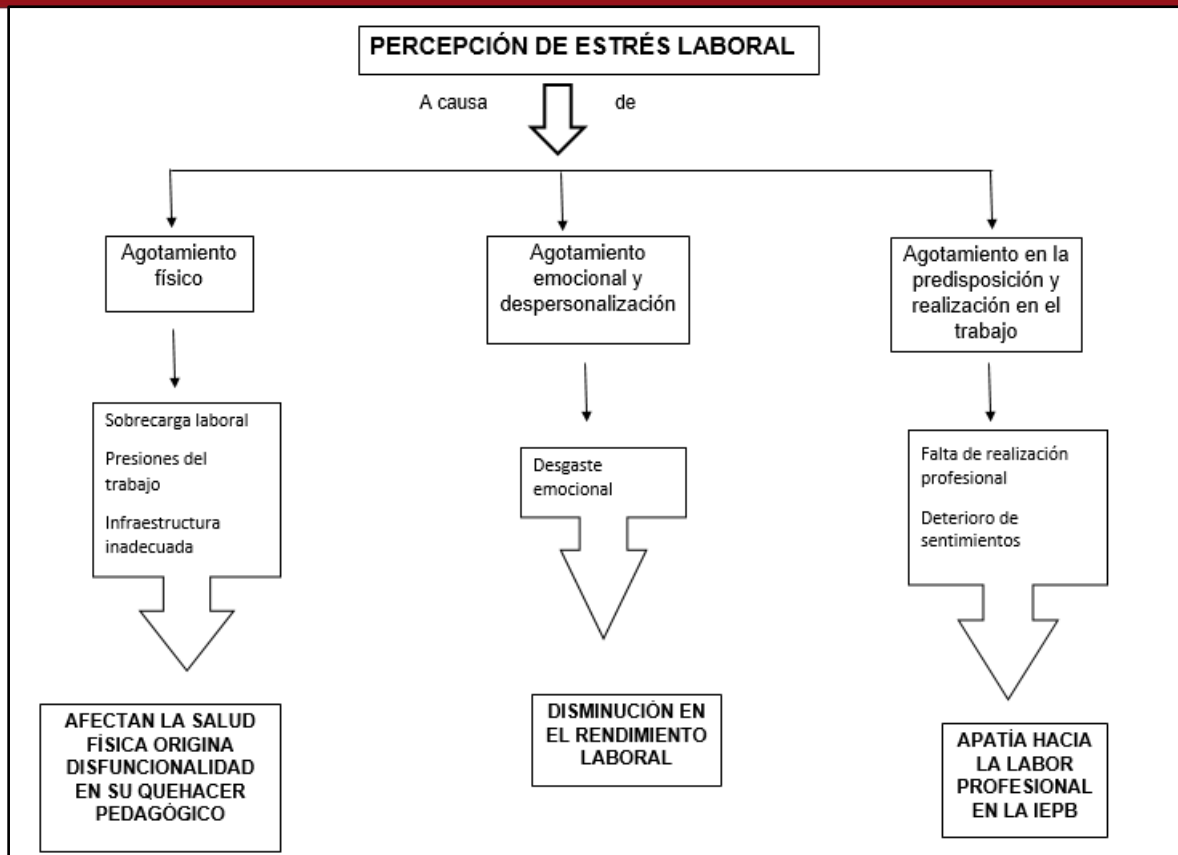 PERCEPCIÓN DE ESTRÉS LABORAL
A causa de
Agotamiento
físico
Agotamiento
emocional y
despersonalización
Agotamiento en la
predisposición y
realización en el
trabajo
Sobrecarga laboral
Presiones del
trabajo
Infraestructura
inadecuada
Desgaste
emocional
Falta de realización
profesional
Deterioro de
sentimientos
AFECTAN LA SALUD
FÍSICA ORIGINA
DISFUNCIONALIDAD
EN SU QUEHACER
PEDAGÓGICO
DISMINUCIÓN EN
EL RENDIMIENTO
LABORAL
APATÍA HACIA
LA LABOR
PROFESIONAL
EN LA IEPB